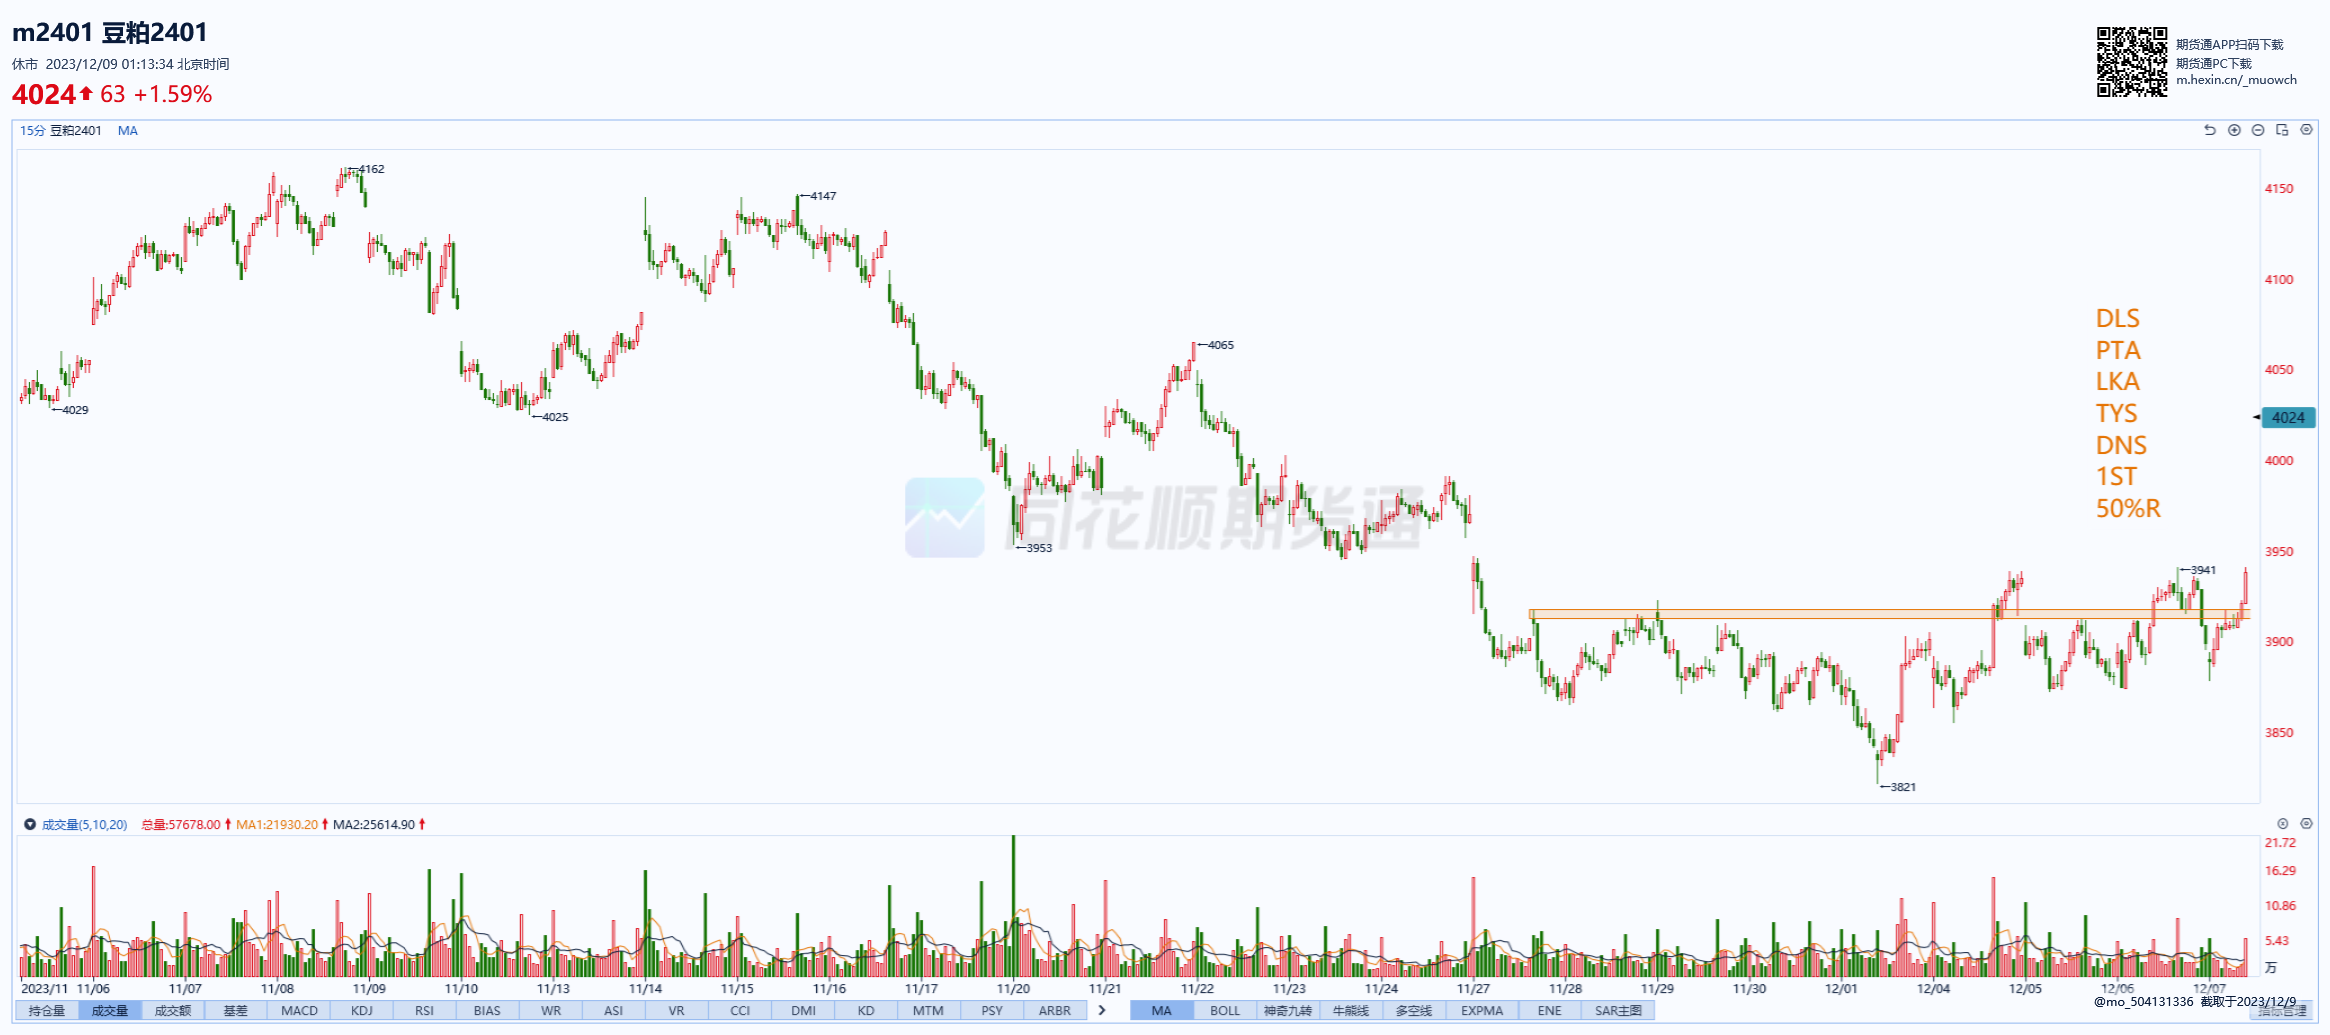 m2401 豆粕2401
休市 2023/12/09 01:13:34 北京时间
4024 63 +1.59%
期货通APP扫码下载
期货通PC下载
m.hexin.cn/_muowch
15分 豆粕2401 MA
4162
4147
4150
4100
DLS
PTA
LKA
TYS
DNS
1ST
50%R
4065
4050
4029
4025
4024
4000
同花顺期货通
3953
3950
3941
3900
3850
3821
成交量(5,10,20) 总量:57678.00 MA1:21930.20 MA2:25614.90
21.72
16.29
10.86
5.43
万
2023/11 11/06 11/07 11/08 11/09 11/10 11/13 11/14 11/15 11/16 11/17 11/20 11/21 11/22 11/23 11/24 11/27 11/28 11/29 11/30 12/01 12/04 12/05 12/06 12/07
@mo_504131336 截取于2023/12/9
持仓量 成交量 成交额 基差 MACD KDJ RSI BIAS WR ASI VR CCI DMI KD MTM PSY ARBR MA BOLL 神奇九转 牛熊线 多空线 EXPMA ENE SAR主图 指标管理